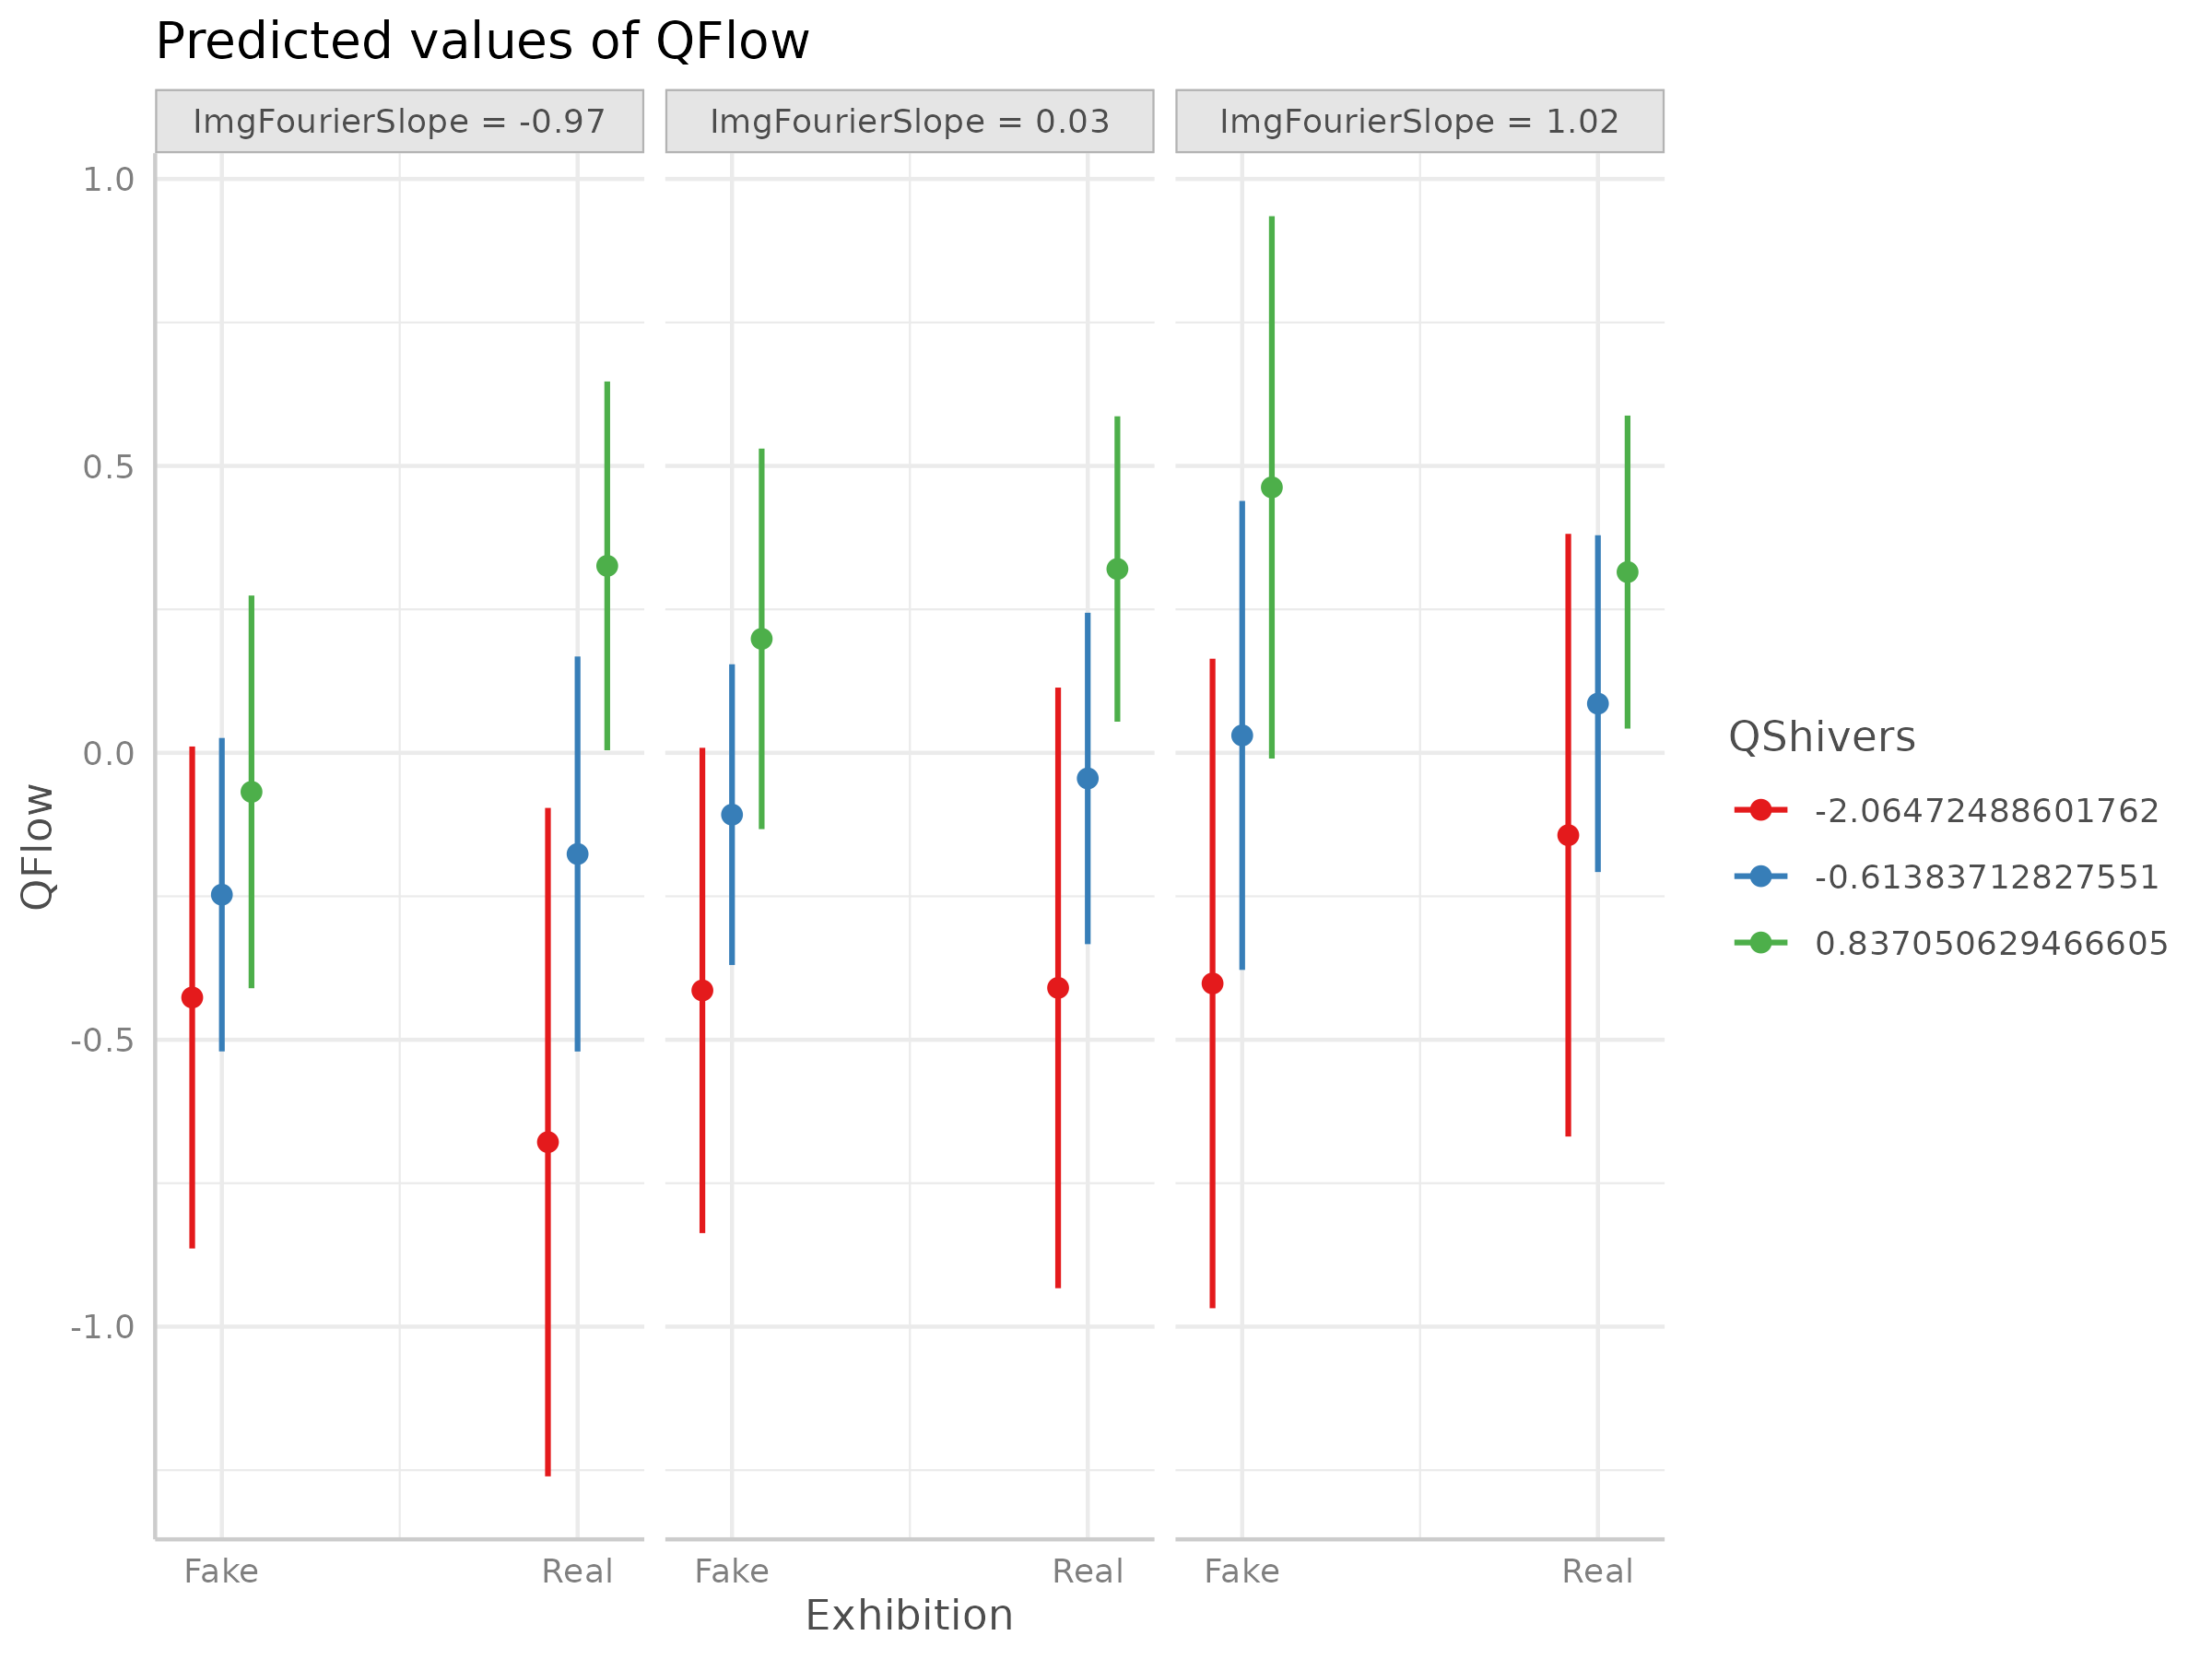 Predicted values of QFlow
ImgFourierSlope = -0.97
ImgFourierSlope = 0.03
ImgFourierSlope = 1.02
1.0
0.5
0.0
-0.5
-1.0
QFlow
Fake
Real
Fake
Real
Fake
Real
Exhibition
QShivers
-2.06472488601762
-0.61383712827551
0.837050629466605